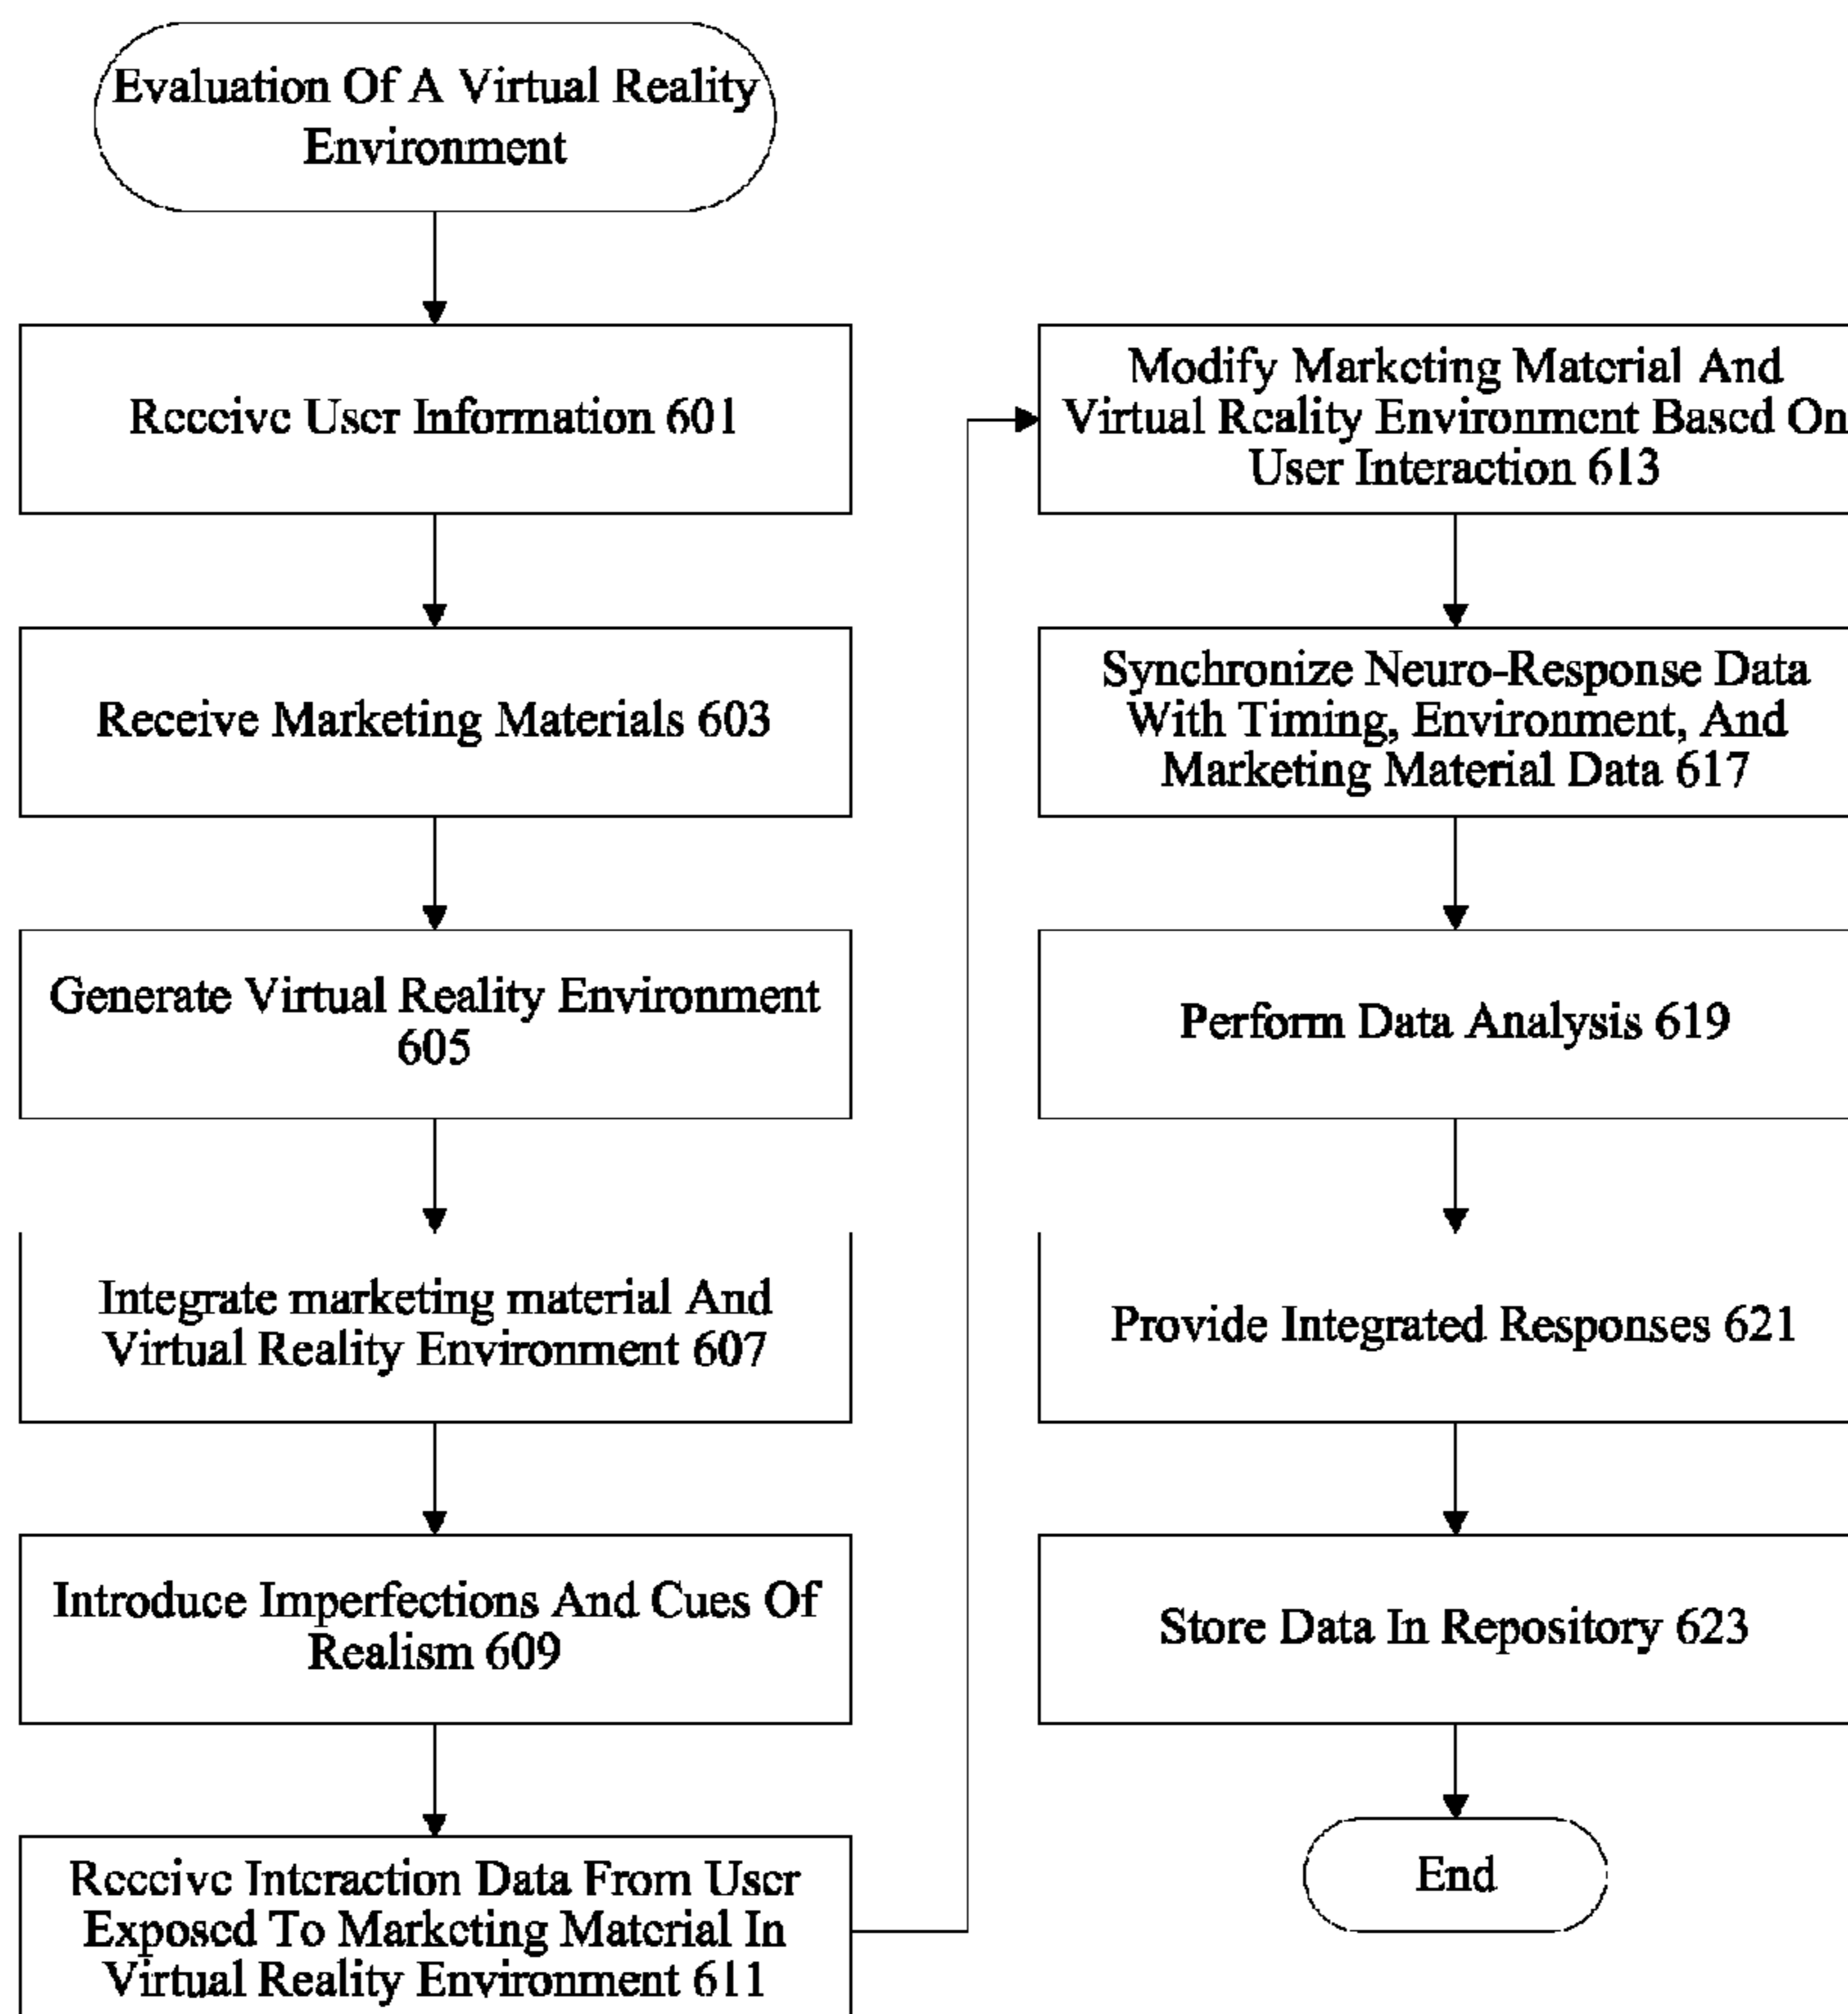 Evaluation Of A Virtual Reality
Environment
Receive User Information 601
Receive Marketing Materials 603
Generate Virtual Reality Environment
605
Integrate marketing material And
Virtual Reality Environment 607
Introduce Imperfections And Cues Of
Realism 609
Receive Interaction Data From User
Exposed To Marketing Material In
Virtual Reality Environment 611
Modify Marketing Material And
Virtual Reality Environment Based On
User Interaction 613
Synchronize Neuro-Response Data
With Timing, Environment, And
Marketing Material Data 617
Perform Data Analysis 619
Provide Integrated Responses 621
Store Data In Repository 623
End